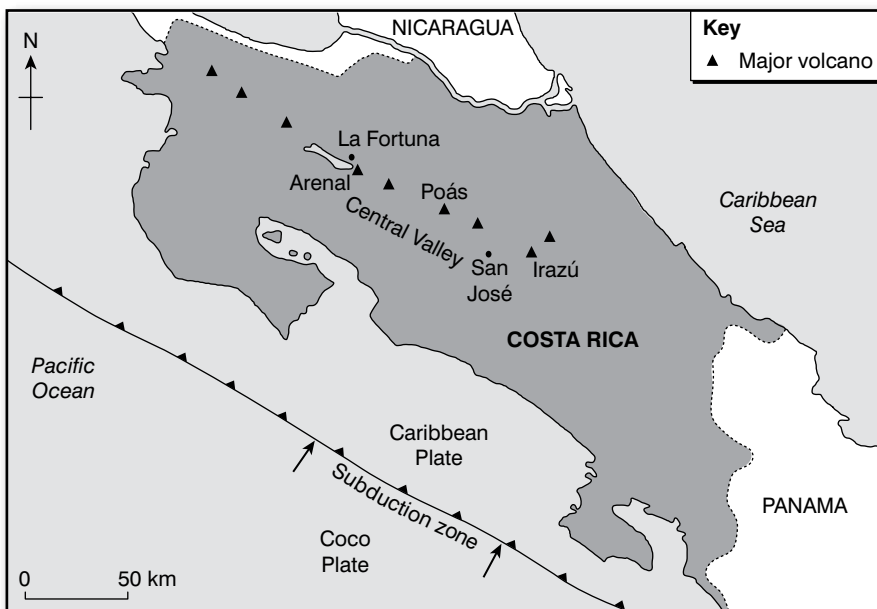 NICARAGUA
Key
▲ Major volcano
N
La Fortuna
Arenal
Poás
Central Valley
Caribbean
Sea
San
José
Irazú
COSTA RICA
Pacific
Ocean
Caribbean
Plate
Subduction zone
PANAMA
Coco
Plate
0 50 km